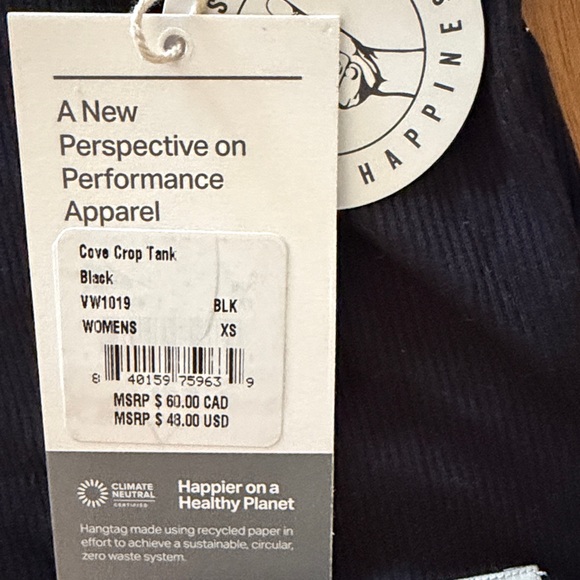 S
HAPPINES
A New
Perspective on
Performance
Apparel
Cove Crop Tank
Black
VW1019 BLK
WOMENS XS
8 40159 75963 9
MSRP $ 60.00 CAD
MSRP $ 48.00 USD
CLIMATE
NEUTRAL
CERTIFIED
Happier on a
Healthy Planet
Hangtag made using recycled paper in
effort to achieve a sustainable, circular,
zero waste system.